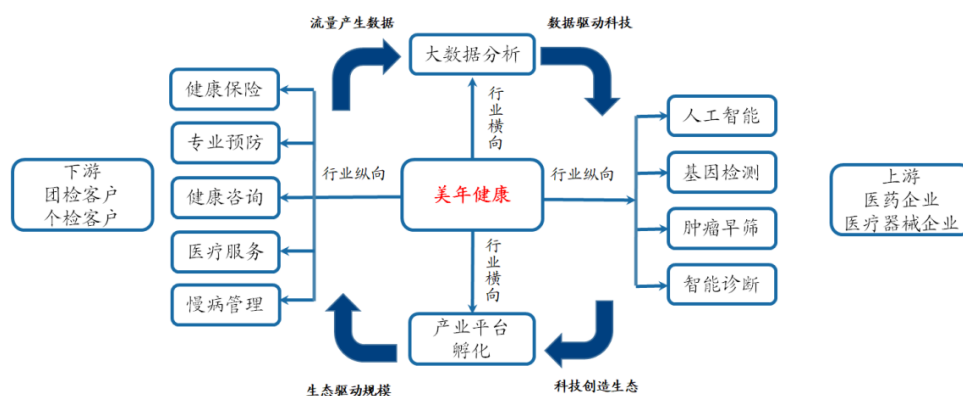 流量产生数据
数据驱动科技
大数据分析
健康保险
专业预防
健康咨询
医疗服务
慢病管理
下游
团检客户
个检客户
行业纵向
行业横向
美年健康
行业横向
行业纵向
人工智能
基因检测
肿瘤早筛
智能诊断
上游
医药企业
医疗器械企业
产业平台
孵化
生态驱动规模
科技创造生态